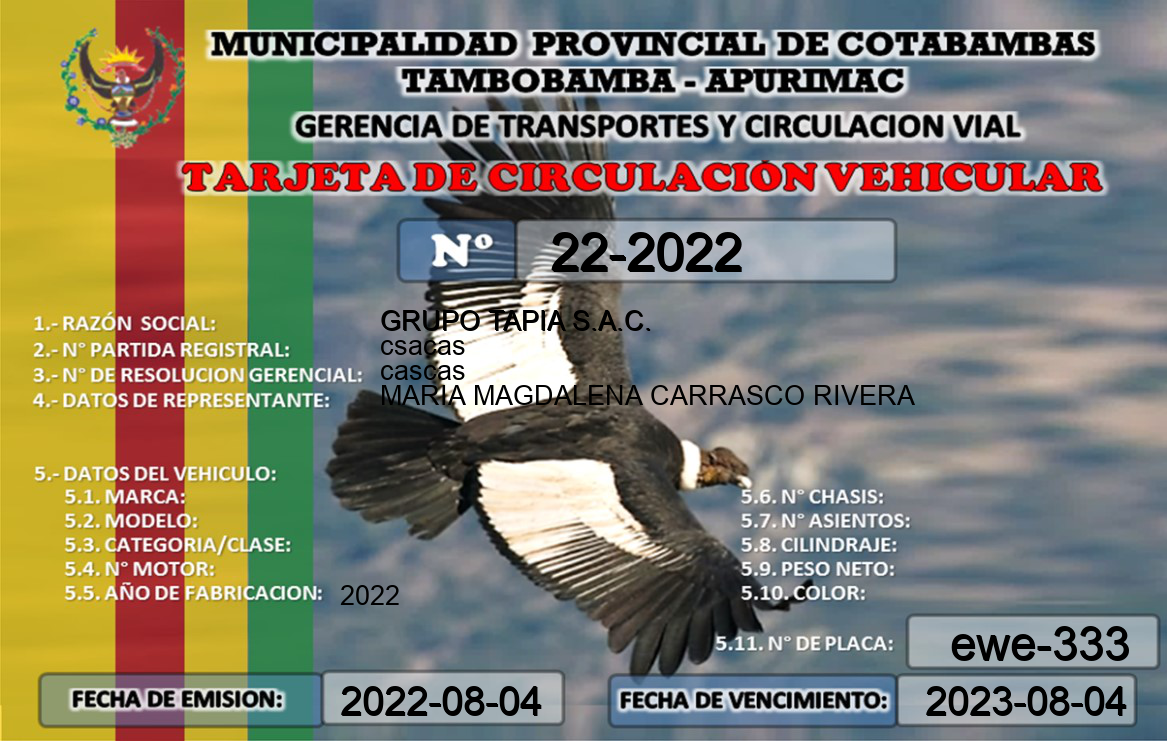 MUNICIPALIDAD PROVINCIAL DE COTABAMBAS
TAMBOBAMBA - APURIMAC
GERENCIA DE TRANSPORTES Y CIRCULACION VIAL
TARJETA DE CIRCULACIÓN VEHICULAR
Nº 22-2022
1.- RAZÓN SOCIAL: GRUPO TAPIA S.A.C.
2.- N° PARTIDA REGISTRAL: csacas
3.- N° DE RESOLUCION GERENCIAL: cascas
4.- DATOS DE REPRESENTANTE: MARIA MAGDALENA CARRASCO RIVERA
5.- DATOS DEL VEHICULO:
5.1. MARCA:
5.2. MODELO:
5.3. CATEGORIA/CLASE:
5.4. N° MOTOR:
5.5. AÑO DE FABRICACION: 2022
5.6. N° CHASIS:
5.7. N° ASIENTOS:
5.8. CILINDRAJE:
5.9. PESO NETO:
5.10. COLOR:
5.11. N° DE PLACA: ewe-333
FECHA DE EMISION: 2022-08-04
FECHA DE VENCIMIENTO: 2023-08-04